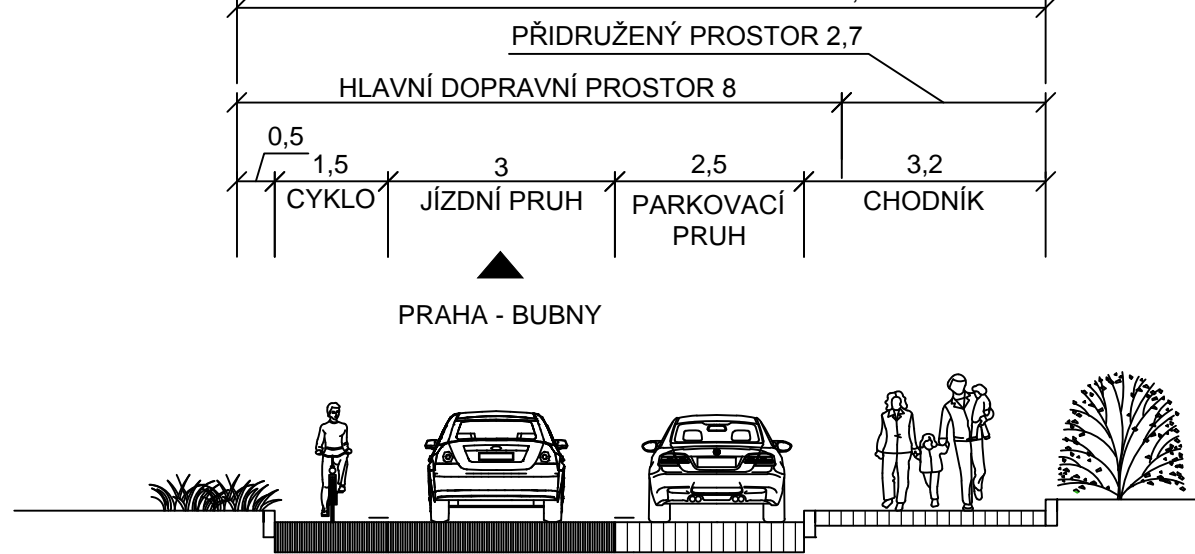 PŘIDRUŽENÝ PROSTOR 2,7
HLAVNÍ DOPRAVNÍ PROSTOR 8
0,5
1,5
3
2,5
3,2
CYKLO
JÍZDNÍ PRUH
PARKOVACÍ
PRUH
CHODNÍK
PRAHA - BUBNY